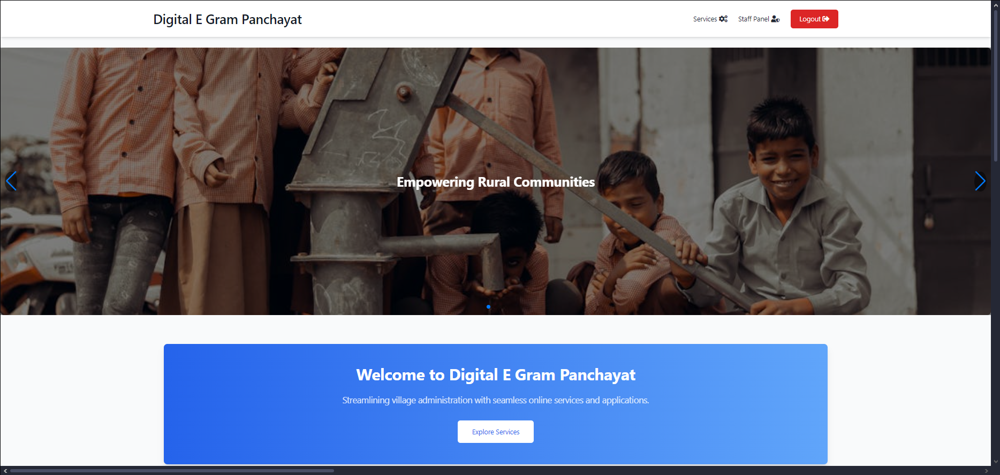 Digital E Gram Panchayat
Services
Staff Panel
Logout
Empowering Rural Communities
Welcome to Digital E Gram Panchayat
Streamlining village administration with seamless online services and applications.
Explore Services